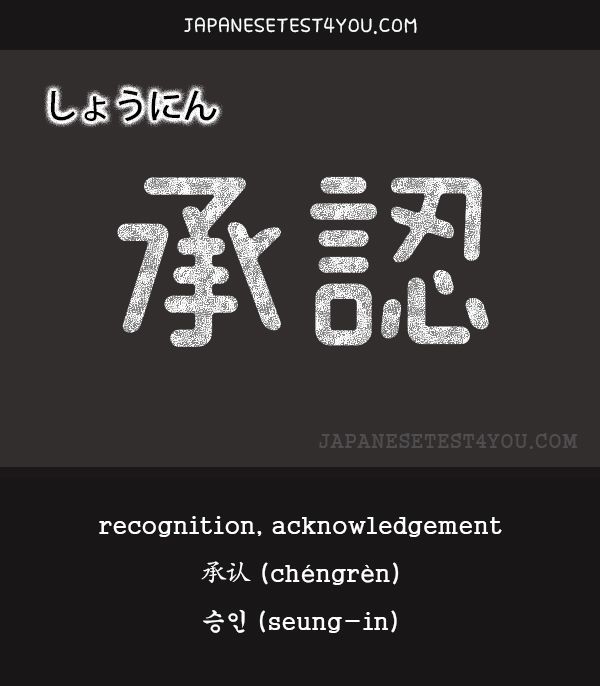 JAPANESETEST4YOU.COM
しょうにん
承認
JAPANESETEST4YOU.COM
recognition, acknowledgement
承认 (chéngrèn)
승인 (seung-in)